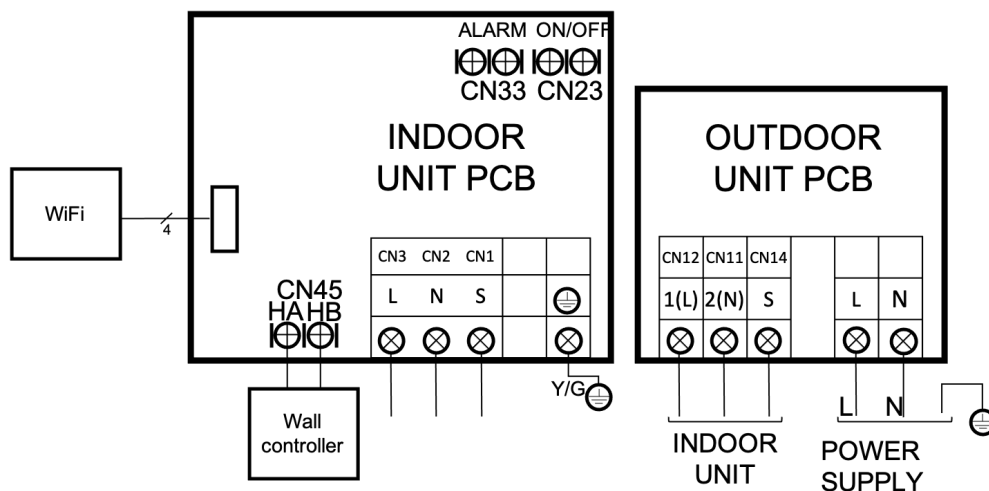 ALARM ON/OFF
CN33 CN23
INDOOR
UNIT PCB
WiFi
4
CN45
HA HB
CN3 CN2 CN1
L N S
Y/G
Wall
controller
OUTDOOR
UNIT PCB
CN12 CN11 CN14
1(L) 2(N) S L N
L N
INDOOR
UNIT
POWER
SUPPLY